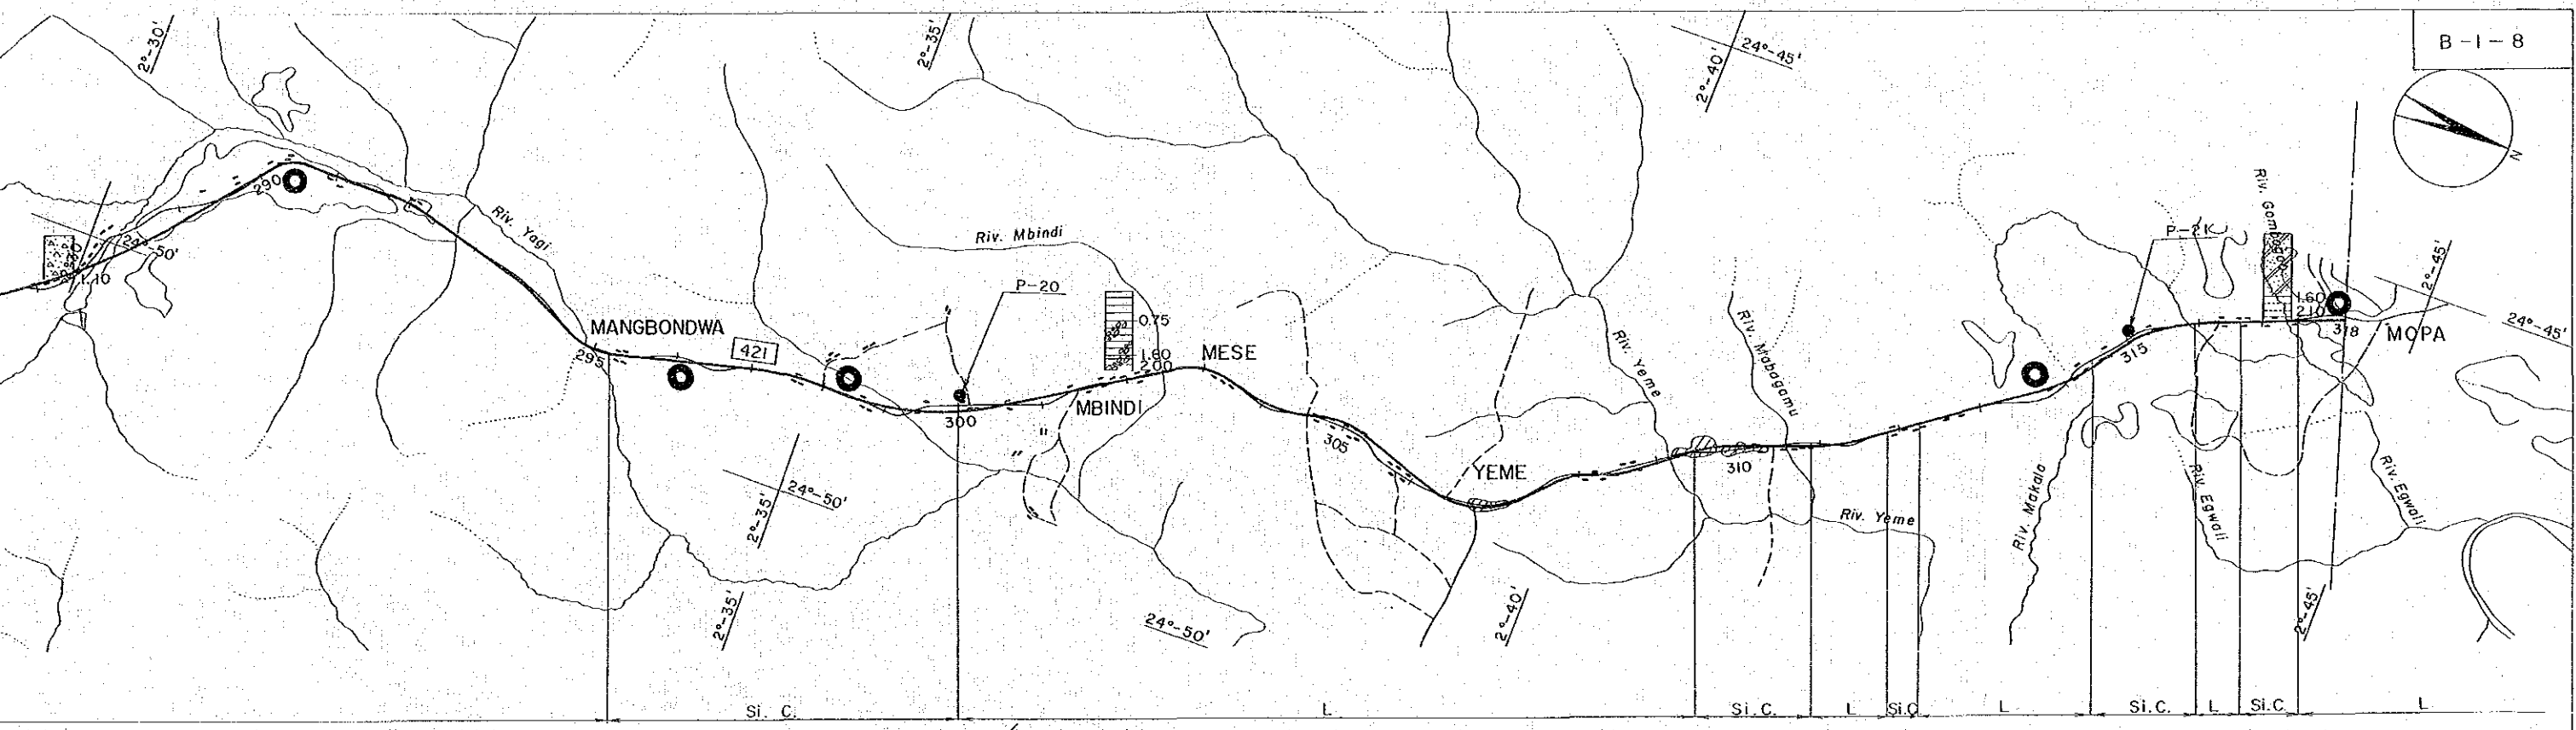 B-1-8
2°-30'
2°-35'
2°-40'
24°-45'
N
290
24°-50'
1.10
Riv. Yagi
Riv. Mbindi
P-20
0.75
1.60
2.00
MANGBONDWA
421
295
300
MBINDI
MESE
305
YEME
Riv. Yeme
Riv. Mabagamu
310
Riv. Yeme
Riv. Makala
315
P-21
1.60
2.10
318
MOPA
2°-45'
24°-45'
Riv. Egwali
Riv. Egwali
2°-35'
24°-50'
2°-35'
24°-50'
2°-40'
2°-45'
Si. C.
L
Si. C.
L
Si.C
L
Si.C.
L
Si.C.
L